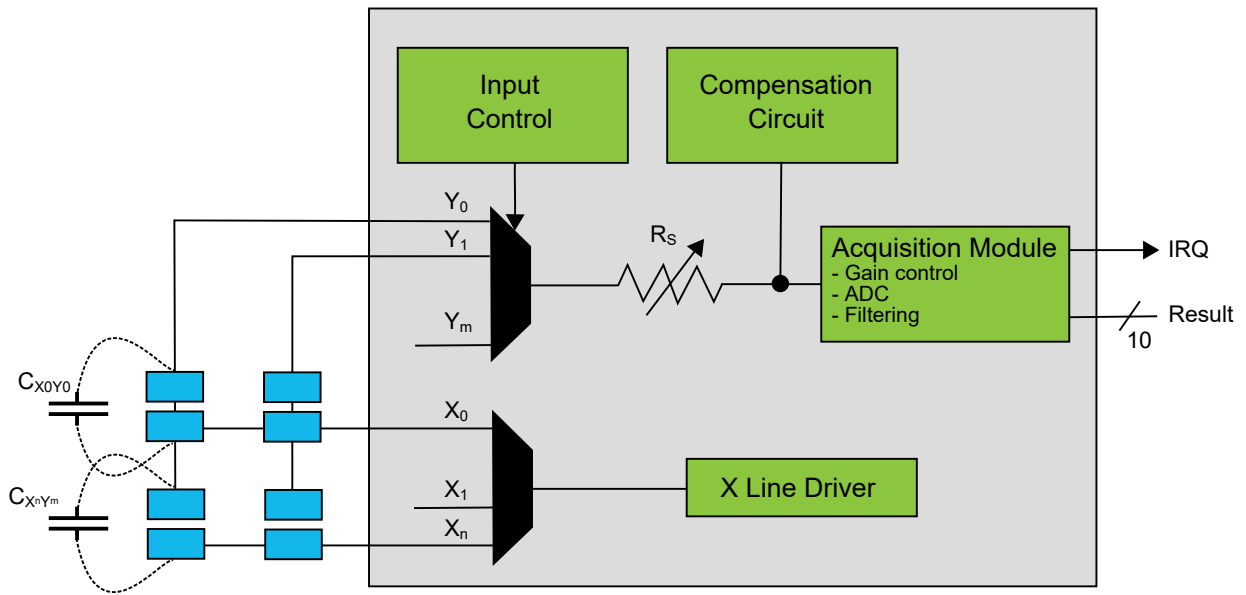 Input
Control
Compensation
Circuit
Y0
Y1
Ym
RS
Acquisition Module
- Gain control
- ADC
- Filtering
IRQ
Result
10
CX0Y0
CXnYm
X0
X1
Xn
X Line Driver